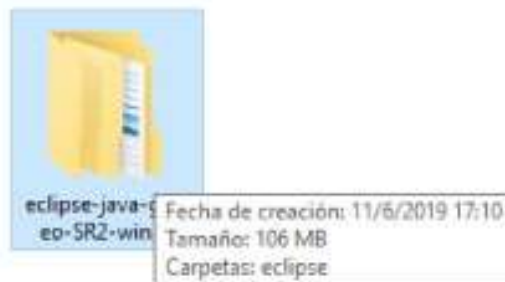 eclipse-java-
eo-SR2-win
Fecha de creación: 11/6/2019 17:10
Tamaño: 106 MB
Carpetas: eclipse